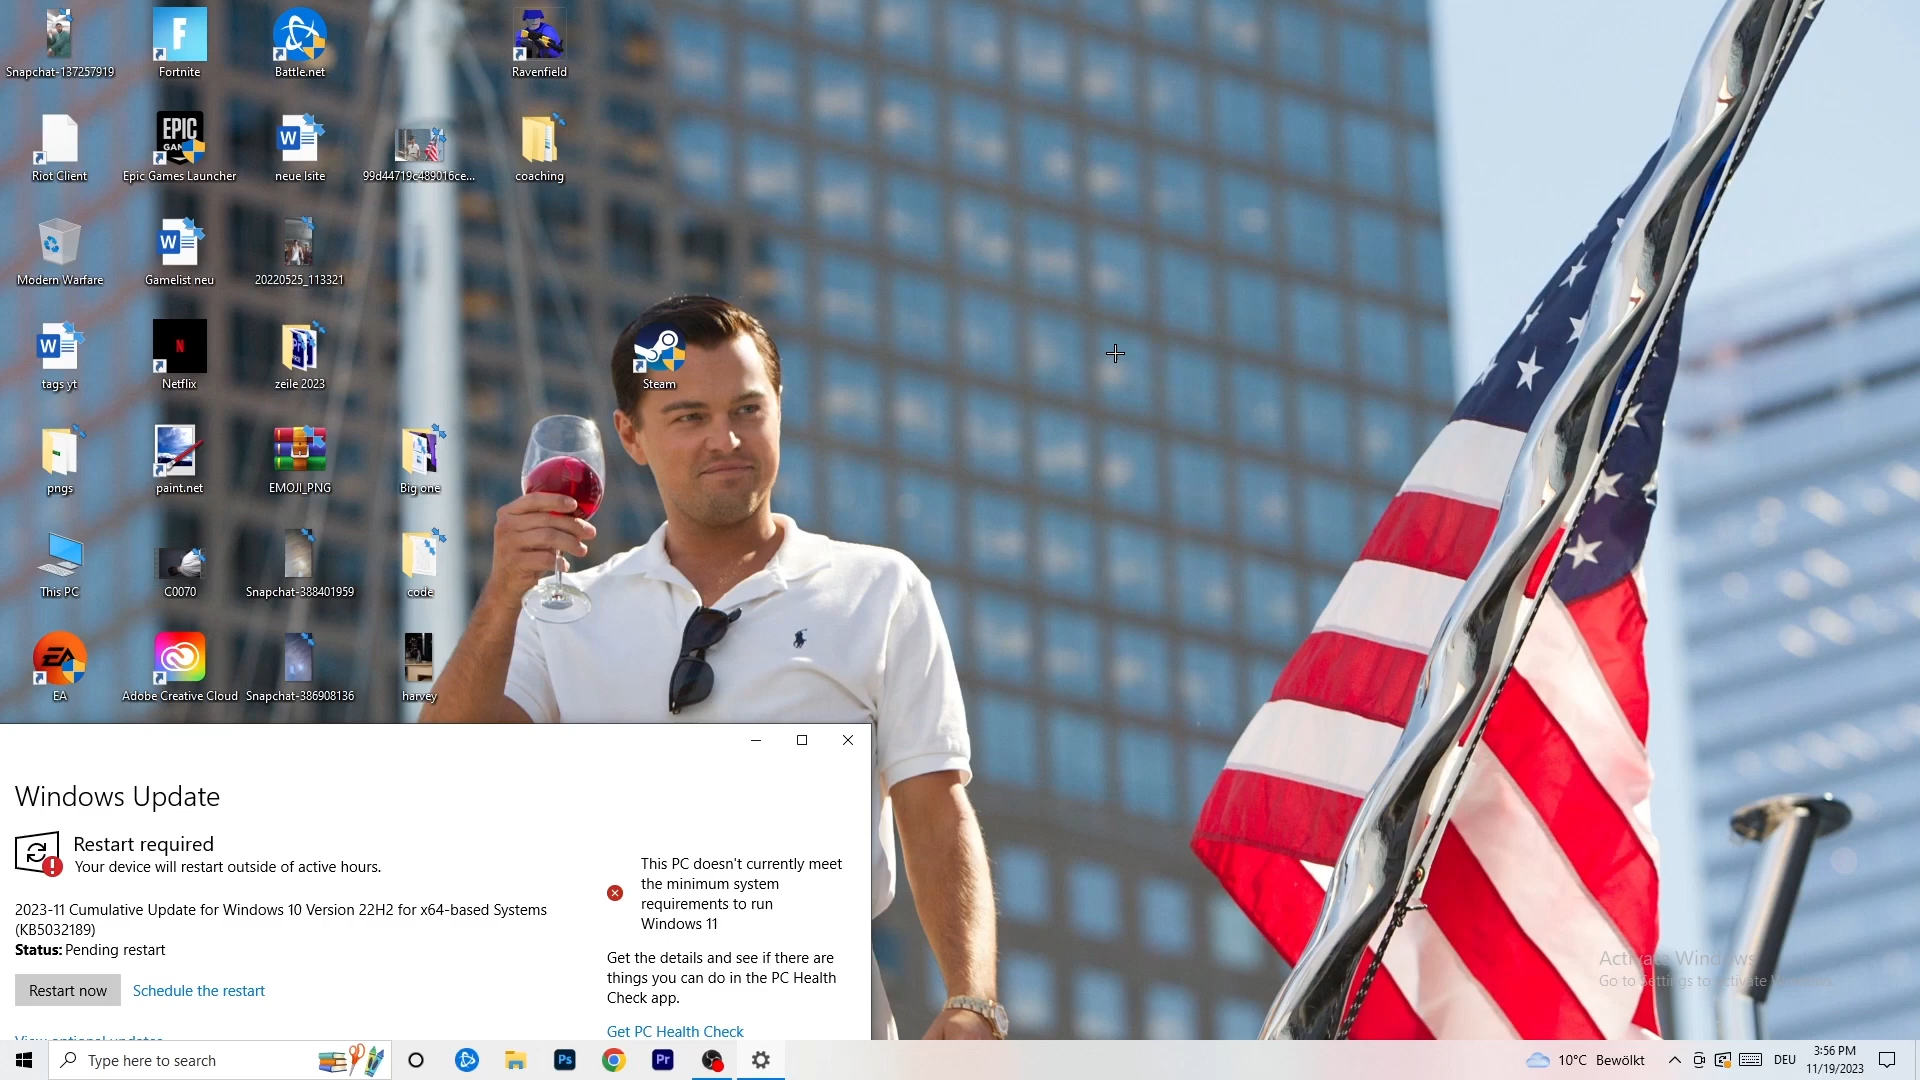 Snapchat-137257919
Fortnite
Battle.net
Ravenfield
Riot Client
EPIC
GAM
Epic Games Launcher
neue lsite
99d44719c489016ce...
coaching
Modern Warfare
Gamelist neu
20220525_113321
tags yt
Netflix
zeile 2023
Steam
pngs
paint.net
EMOJI_PNG
Big one
This PC
C0070
Snapchat-388401959
code
EA
Adobe Creative Cloud
Snapchat-386908136
harvey
Windows Update
Restart required
Your device will restart outside of active hours.
2023-11 Cumulative Update for Windows 10 Version 22H2 for x64-based Systems
(KB5032189)
Status: Pending restart
Restart now
Schedule the restart
View optional updates
This PC doesn't currently meet
the minimum system
requirements to run
Windows 11
Get the details and see if there are
things you can do in the PC Health
Check app.
Get PC Health Check
Activate Windows
Go to Settings to activate Windows.
Type here to search
Ps
Pr
10°C Bewölkt
DEU
3:56 PM
11/19/2023